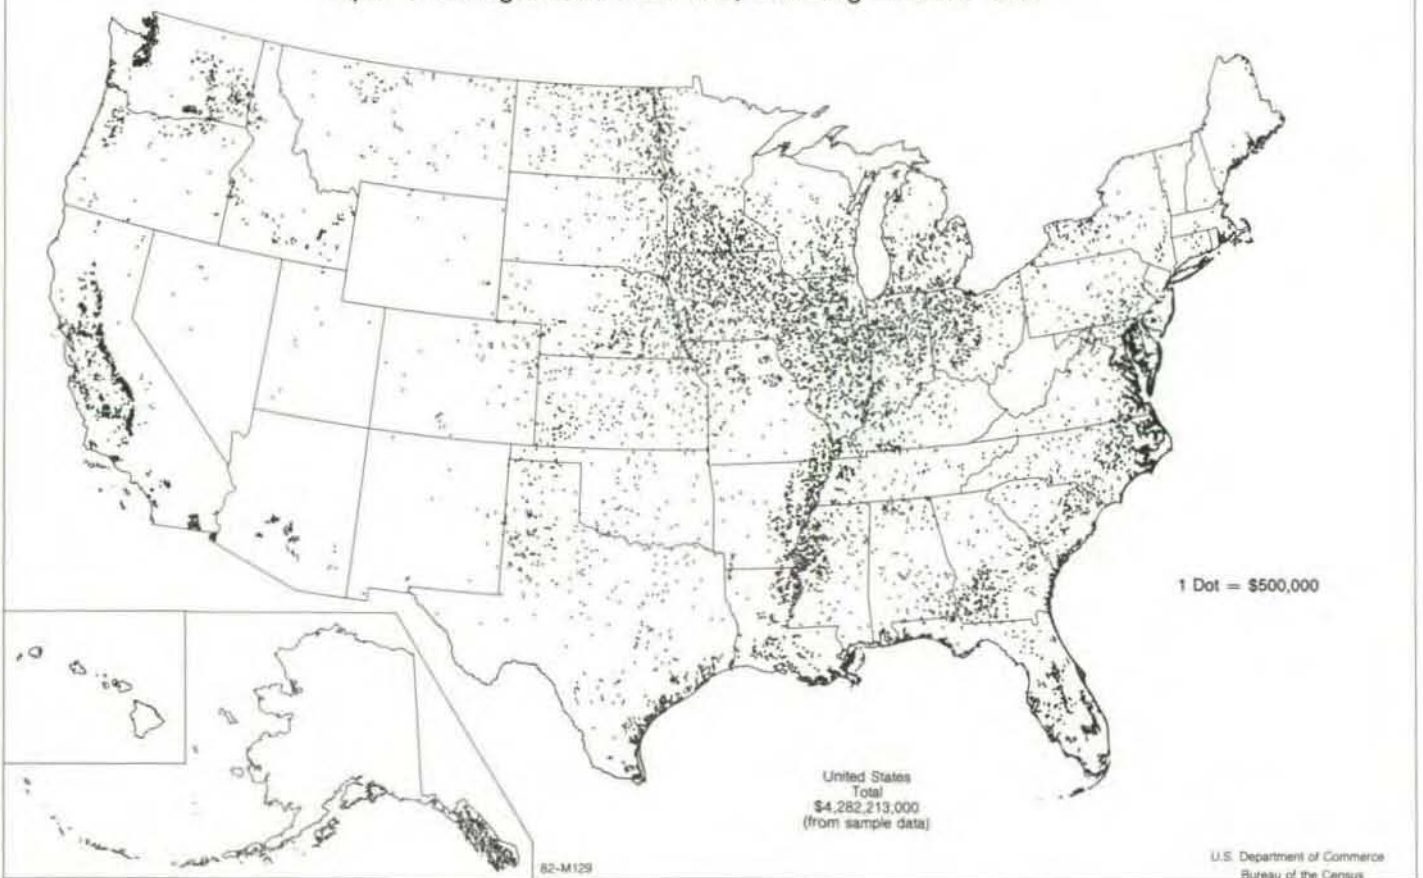 1 Dot = $500,000
United States
Total
$4,282,213,000
(from sample data)
82-M129
U.S. Department of Commerce
Bureau of the Census